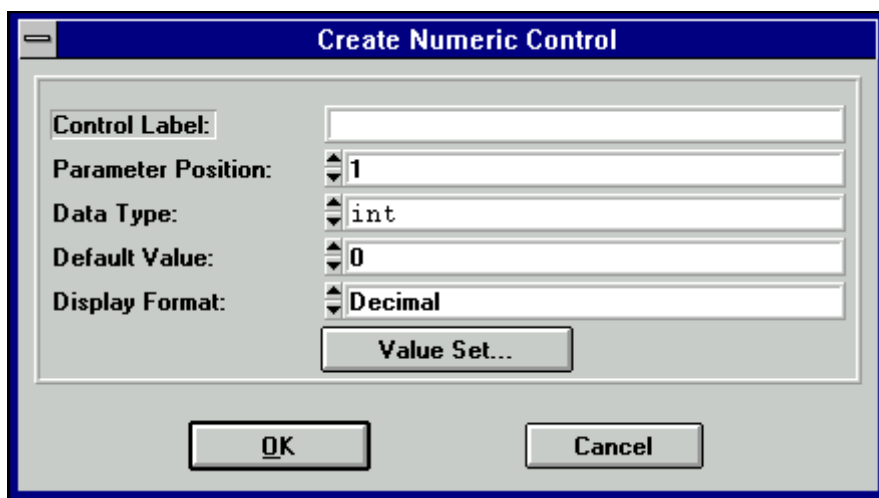 Create Numeric Control
Control Label:
Parameter Position: 1
Data Type: int
Default Value: 0
Display Format: Decimal
Value Set...
OK Cancel